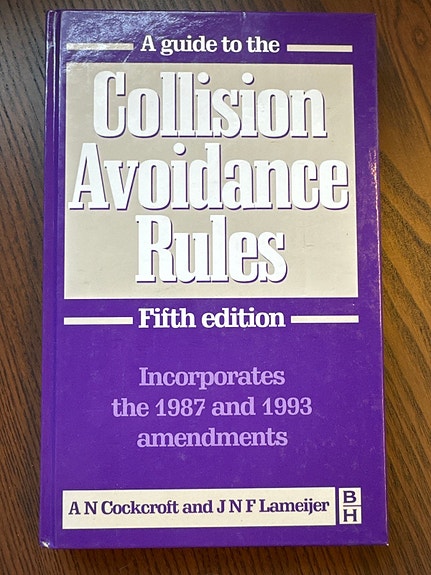 A guide to the
Collision
Avoidance
Rules
Fifth edition
Incorporates
the 1987 and 1993
amendments
A N Cockcroft and J N F Lameijer
B
H